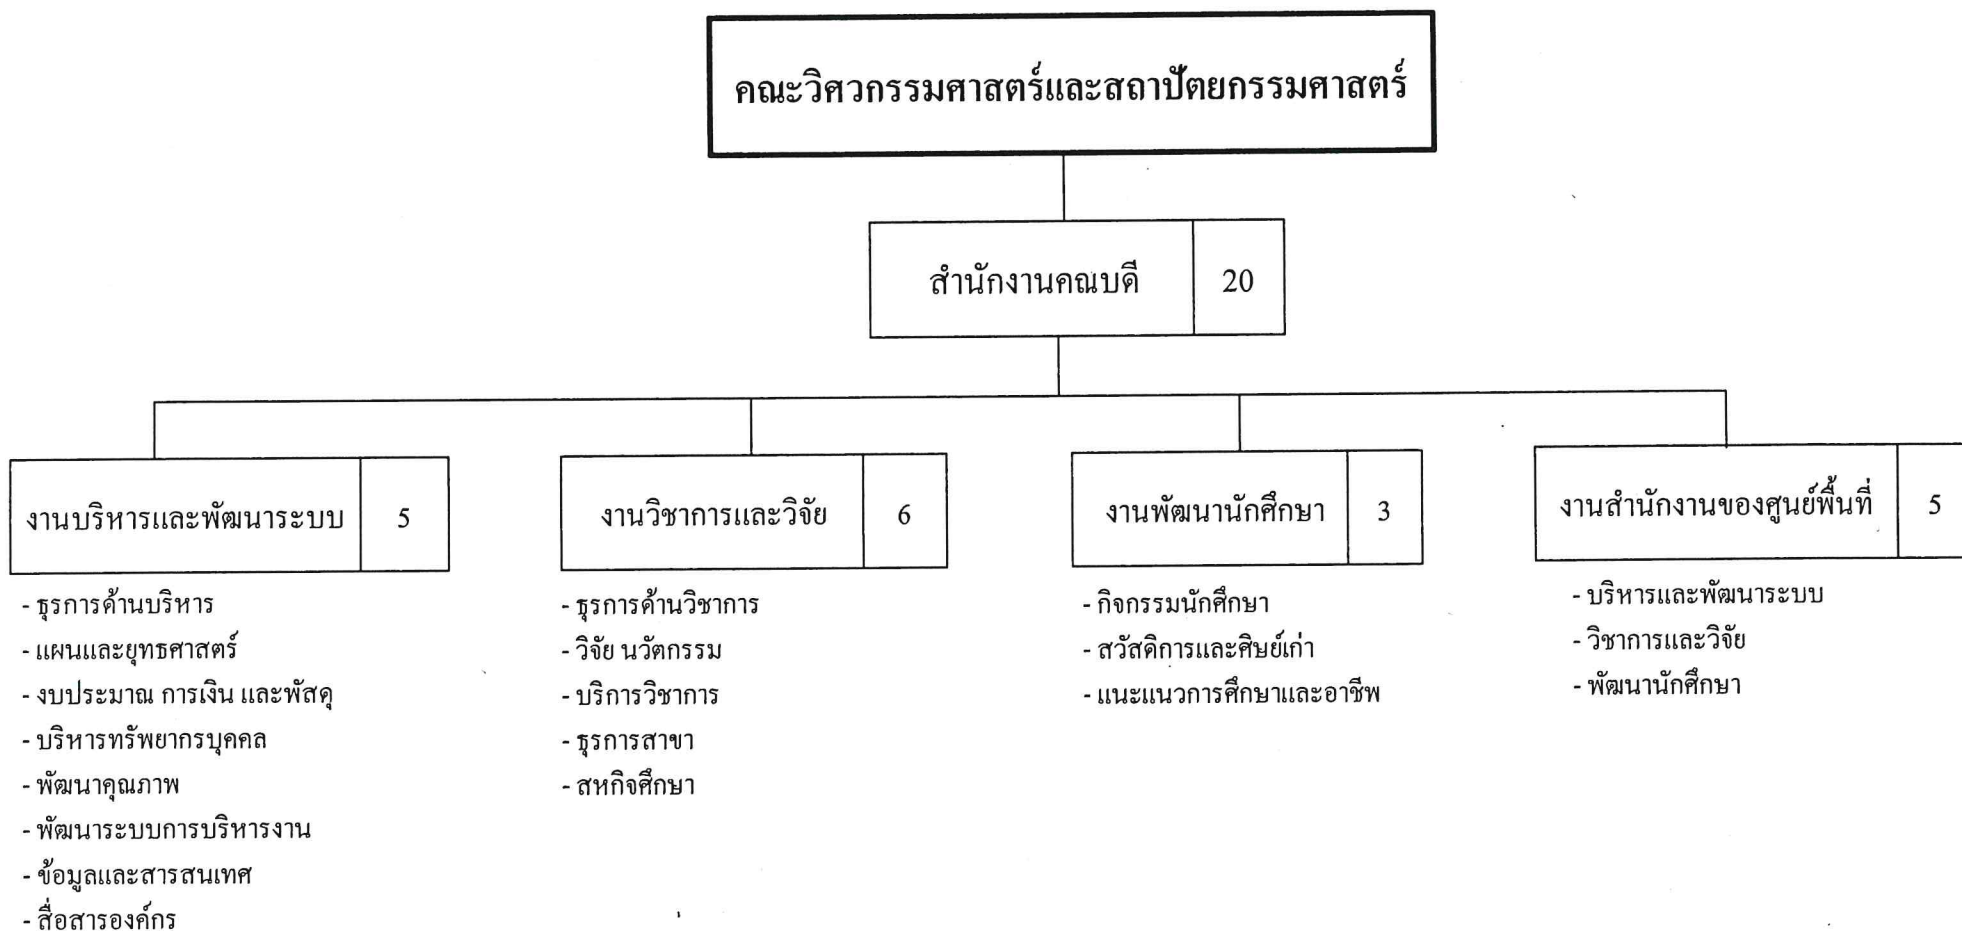 คณะวิศวกรรมศาสตร์และสถาปัตยกรรมศาสตร์
สำนักงานคณบดี
20
งานบริหารและพัฒนาระบบ
5
- ธุรการด้านบริหาร
- แผนและยุทธศาสตร์
- งบประมาณ การเงิน และพัสดุ
- บริหารทรัพยากรบุคคล
- พัฒนาคุณภาพ
- พัฒนาระบบการบริหารงาน
- ข้อมูลและสารสนเทศ
- สื่อสารองค์กร
งานวิชาการและวิจัย
6
- ธุรการด้านวิชาการ
- วิจัย นวัตกรรม
- บริการวิชาการ
- ธุรการสาขา
- สหกิจศึกษา
งานพัฒนานักศึกษา
3
- กิจกรรมนักศึกษา
- สวัสดิการและศิษย์เก่า
- แนะแนวการศึกษาและอาชีพ
งานสำนักงานของศูนย์พื้นที่
5
- บริหารและพัฒนาระบบ
- วิชาการและวิจัย
- พัฒนานักศึกษา